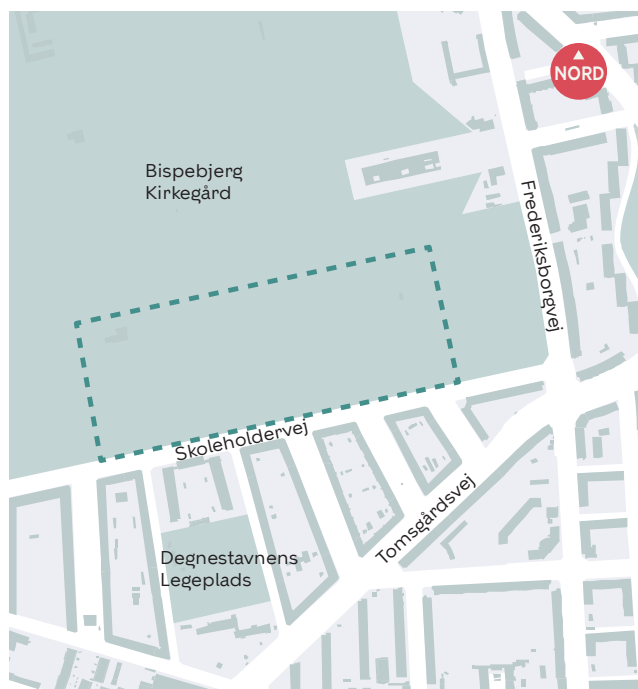 NORD
Bispebjerg
Kirkegård
Frederiksborgvej
Skoleholdervej
Tomsgårdsvej
Degnestavnens
Legeplads